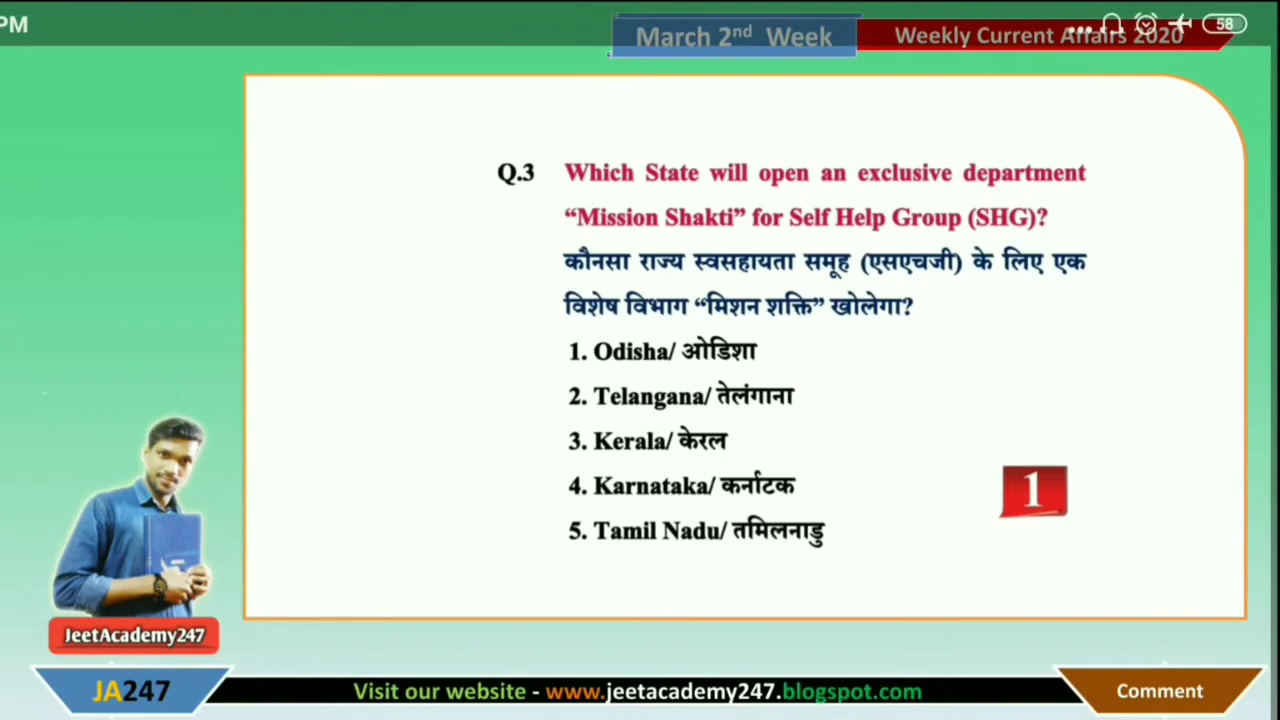 PM
58
March 2nd Week
Weekly Current Affairs 2020
Q.3 Which State will open an exclusive department
“Mission Shakti” for Self Help Group (SHG)?
कौनसा राज्य स्वसहायता समूह (एसएचजी) के लिए एक
विशेष विभाग “मिशन शक्ति” खोलेगा?
1. Odisha/ ओडिशा
2. Telangana/ तेलंगाना
3. Kerala/ केरल
4. Karnataka/ कर्नाटक
1
5. Tamil Nadu/ तमिलनाडु
JeetAcademy247
JA247
Visit our website - www.jeetacademy247.blogspot.com
Comment